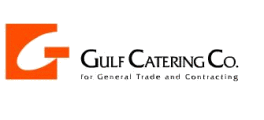 GULF CATERING CO.
for General Trade and Contracting